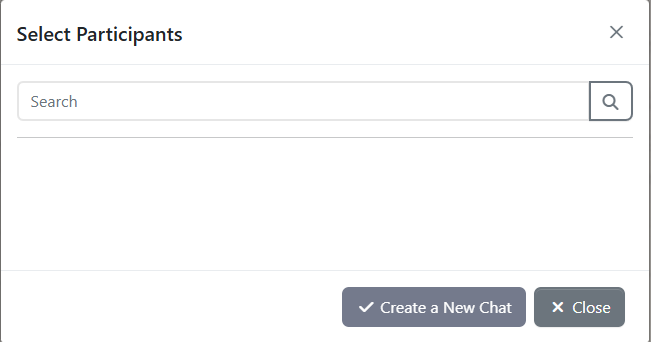 Select Participants
Search
Create a New Chat
Close